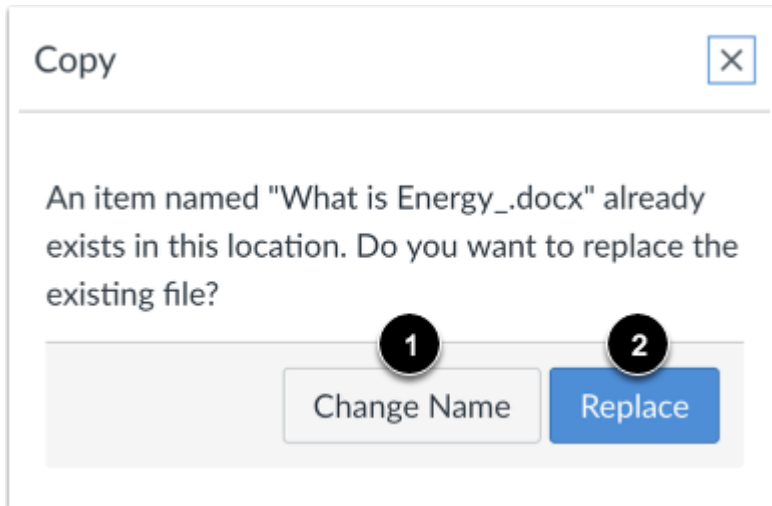 Copy
An item named "What is Energy_.docx" already
exists in this location. Do you want to replace the
existing file?
1 2
Change Name Replace